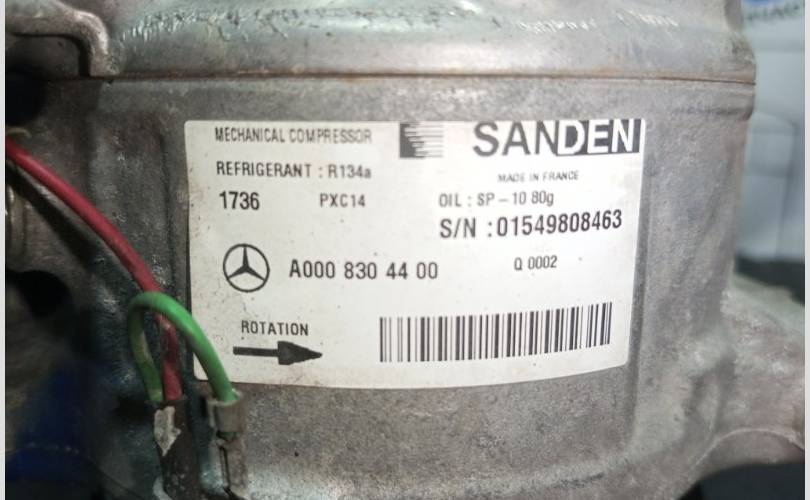 MECHANICAL COMPRESSOR
SANDEN
REFRIGERANT : R134a
MADE IN FRANCE
1736 PXC14 OIL : SP - 10 80g
S/N : 01549808463
A000 830 44 00 Q 0002
ROTATION